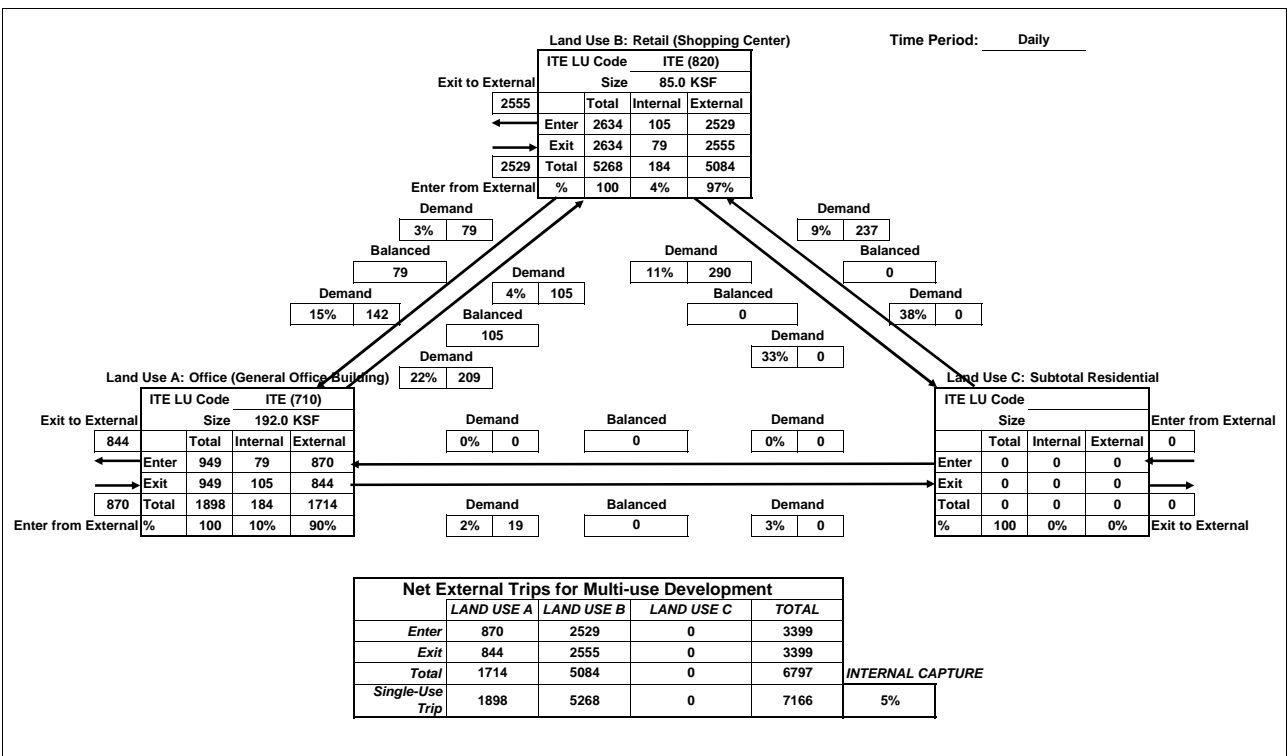 Land Use B: Retail (Shopping Center)
Time Period: Daily
ITE LU Code ITE (820)
Exit to External Size 85.0 KSF
2555 Total Internal External
Enter 2634 105 2529
Exit 2634 79 2555
2529 Total 5268 184 5084
Enter from External % 100 4% 97%
Demand Demand
3% 79 9% 237
Balanced Demand Balanced
79 11% 290 0
Demand
4% 105
Demand Balanced Demand
15% 142 0 38% 0
Balanced
105
Demand
33% 0
Demand
22% 209
Land Use A: Office (General Office Building)
Land Use C: Subtotal Residential
ITE LU Code ITE (710)
Exit to External Size 192.0 KSF
844 Total Internal External
Enter 949 79 870
Exit 949 105 844
870 Total 1898 184 1714
Enter from External % 100 10% 90%
Demand Balanced Demand
0% 0 0 0% 0
Demand Balanced Demand
2% 19 0 3% 0
ITE LU Code
Size Enter from External
Total Internal External 0
Enter 0 0 0
Exit 0 0 0
Total 0 0 0 0
% 100 0% 0% Exit to External
Net External Trips for Multi-use Development
LAND USE A LAND USE B LAND USE C TOTAL
Enter 870 2529 0 3399
Exit 844 2555 0 3399
Total 1714 5084 0 6797 INTERNAL CAPTURE
Single-Use Trip 1898 5268 0 7166 5%